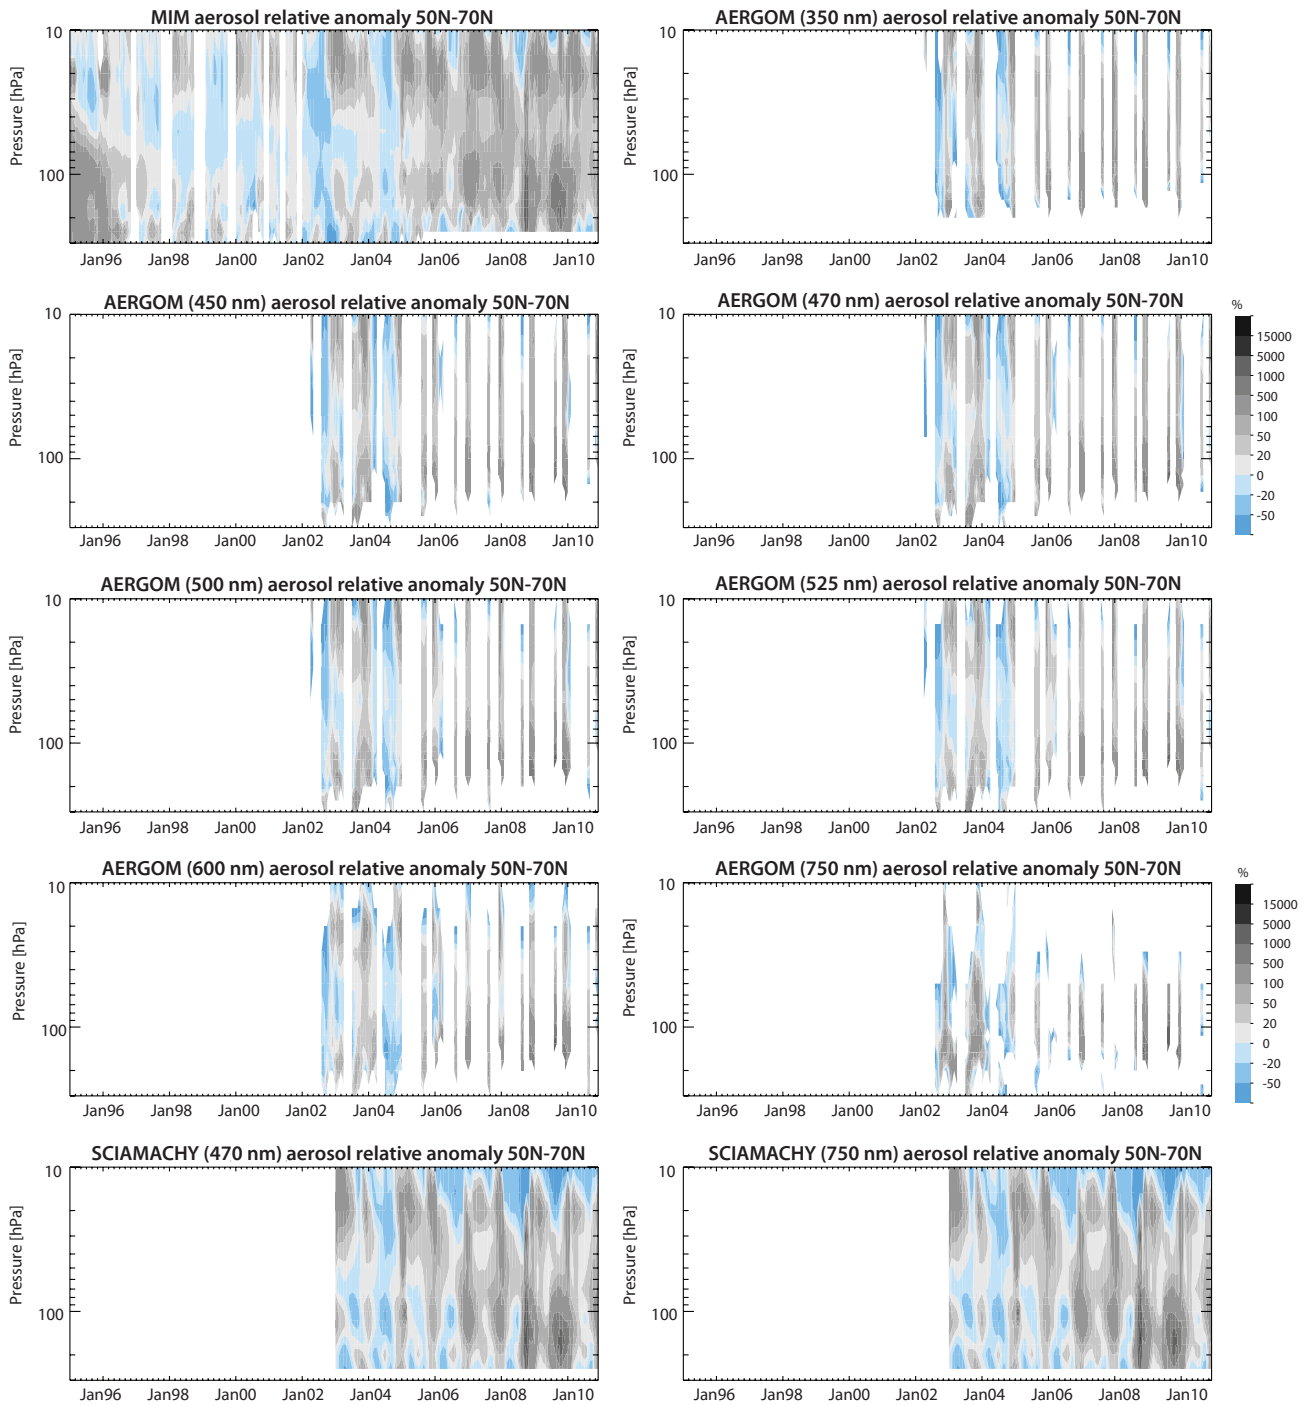 MIM aerosol relative anomaly 50N-70N
AERGOM (350 nm) aerosol relative anomaly 50N-70N
10
100
Pressure [hPa]
Jan96 Jan98 Jan00 Jan02 Jan04 Jan06 Jan08 Jan10
10
100
Pressure [hPa]
Jan96 Jan98 Jan00 Jan02 Jan04 Jan06 Jan08 Jan10
AERGOM (450 nm) aerosol relative anomaly 50N-70N
AERGOM (470 nm) aerosol relative anomaly 50N-70N
10
100
Pressure [hPa]
Jan96 Jan98 Jan00 Jan02 Jan04 Jan06 Jan08 Jan10
10
100
Pressure [hPa]
Jan96 Jan98 Jan00 Jan02 Jan04 Jan06 Jan08 Jan10
%
15000
5000
1000
500
100
50
20
0
-20
-50
AERGOM (500 nm) aerosol relative anomaly 50N-70N
AERGOM (525 nm) aerosol relative anomaly 50N-70N
10
100
Pressure [hPa]
Jan96 Jan98 Jan00 Jan02 Jan04 Jan06 Jan08 Jan10
10
100
Pressure [hPa]
Jan96 Jan98 Jan00 Jan02 Jan04 Jan06 Jan08 Jan10
AERGOM (600 nm) aerosol relative anomaly 50N-70N
AERGOM (750 nm) aerosol relative anomaly 50N-70N
10
100
Pressure [hPa]
Jan96 Jan98 Jan00 Jan02 Jan04 Jan06 Jan08 Jan10
10
100
Pressure [hPa]
Jan96 Jan98 Jan00 Jan02 Jan04 Jan06 Jan08 Jan10
%
15000
5000
1000
500
100
50
20
0
-20
-50
SCIAMACHY (470 nm) aerosol relative anomaly 50N-70N
SCIAMACHY (750 nm) aerosol relative anomaly 50N-70N
10
100
Pressure [hPa]
Jan96 Jan98 Jan00 Jan02 Jan04 Jan06 Jan08 Jan10
10
100
Pressure [hPa]
Jan96 Jan98 Jan00 Jan02 Jan04 Jan06 Jan08 Jan10